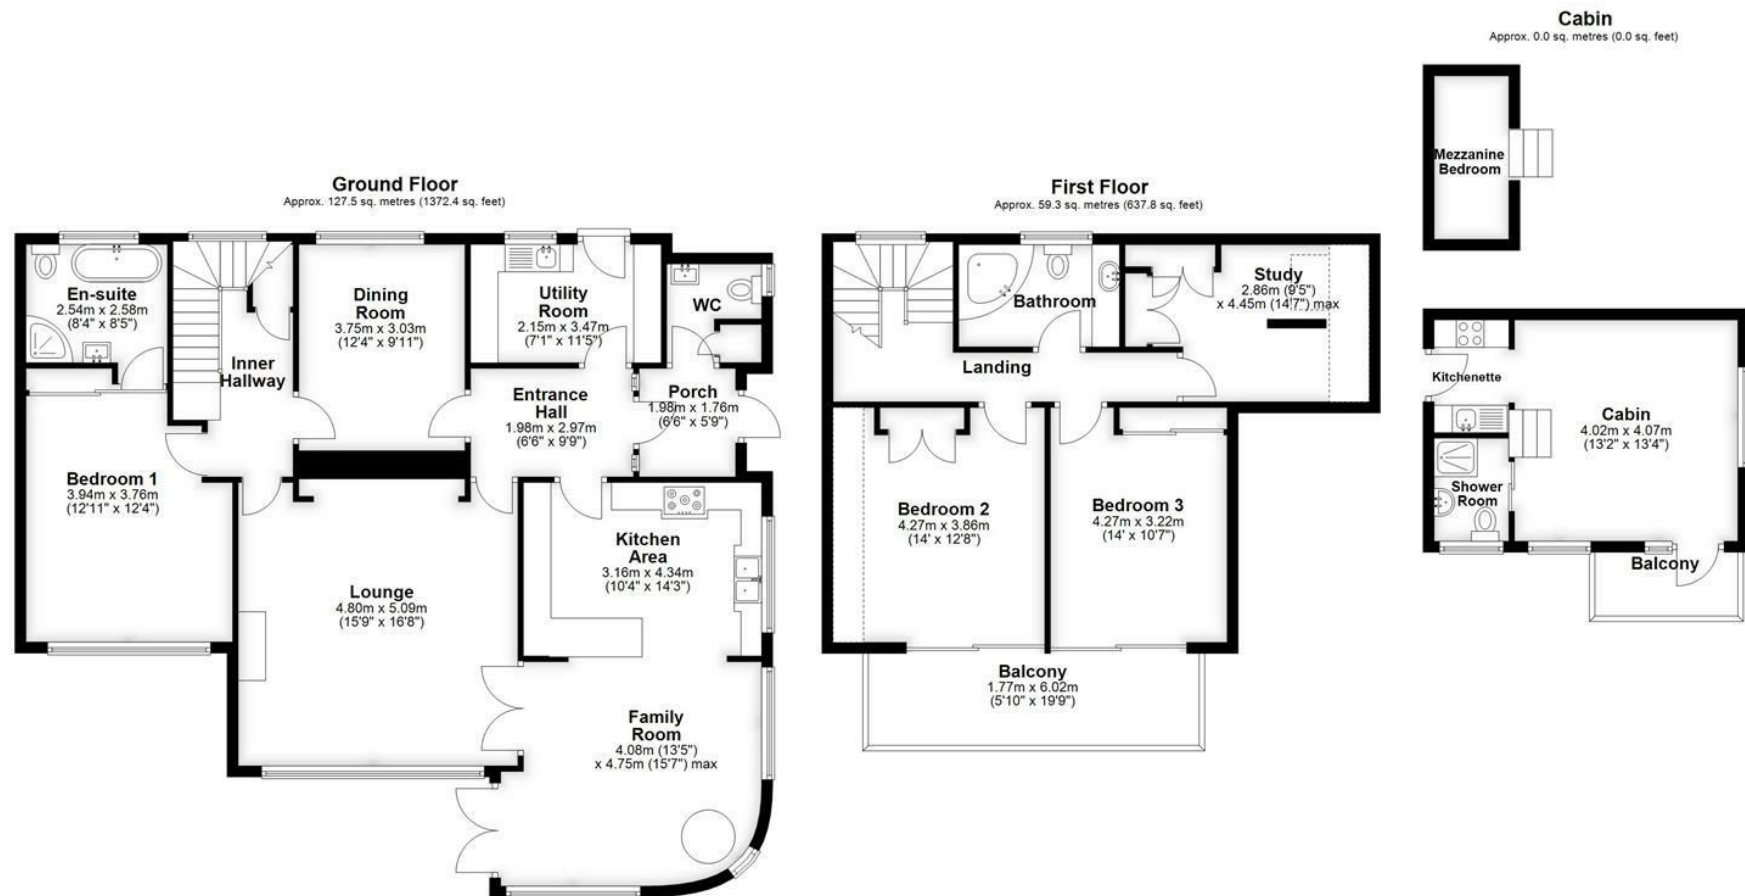 Cabin
Approx. 0.0 sq. metres (0.0 sq. feet)
Mezzanine
Bedroom
Ground Floor
Approx. 127.5 sq. metres (1372.4 sq. feet)
En-suite
2.54m x 2.58m
(8'4" x 8'5")
Dining
Room
3.75m x 3.03m
(12'4" x 9'11")
Utility
Room
2.15m x 3.47m
(7'1" x 11'5")
WC
Inner
Hallway
Entrance
Hall
1.98m x 2.97m
(6'6" x 9'9")
Porch
1.98m x 1.76m
(6'6" x 5'9")
Bedroom 1
3.94m x 3.76m
(12'11" x 12'4")
Lounge
4.80m x 5.09m
(15'9" x 16'8")
Kitchen
Area
3.16m x 4.34m
(10'4" x 14'3")
Family
Room
4.08m (13'5")
x 4.75m (15'7") max
First Floor
Approx. 59.3 sq. metres (637.8 sq. feet)
Bathroom
Study
2.86m (9'5")
x 4.45m (14'7") max
Landing
Bedroom 2
4.27m x 3.86m
(14' x 12'8")
Bedroom 3
4.27m x 3.22m
(14' x 10'7")
Balcony
1.77m x 6.02m
(5'10" x 19'9")
Kitchenette
Cabin
4.02m x 4.07m
(13'2" x 13'4")
Shower
Room
Balcony